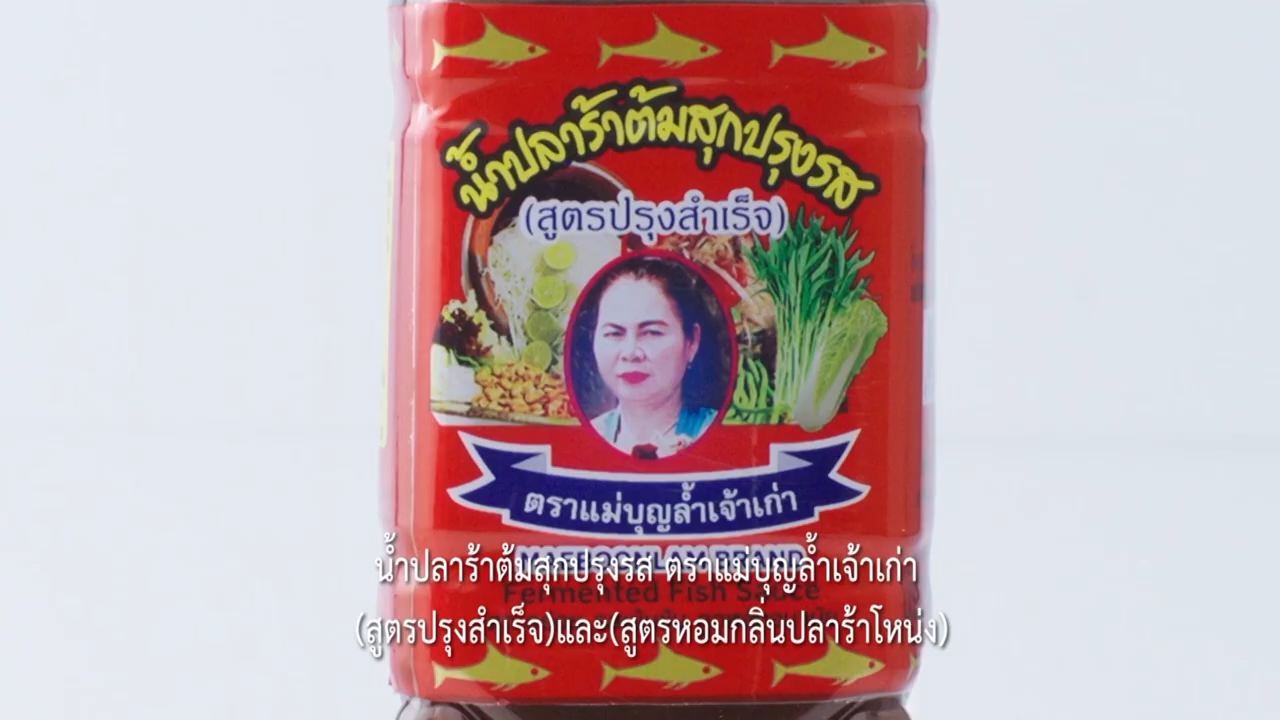 น้ำปลาร้าต้มสุกปรุงรส
(สูตรปรุงสำเร็จ)
ตราแม่บุญล้ำเจ้าเก่า
น้ำปลาร้าต้มสุกปรุงรส ตราแม่บุญล้ำเจ้าเก่า
Fermented Fish Sauce
(สูตรปรุงสำเร็จ)และ(สูตรหอมกลิ่นปลาร้าโหน่ง)